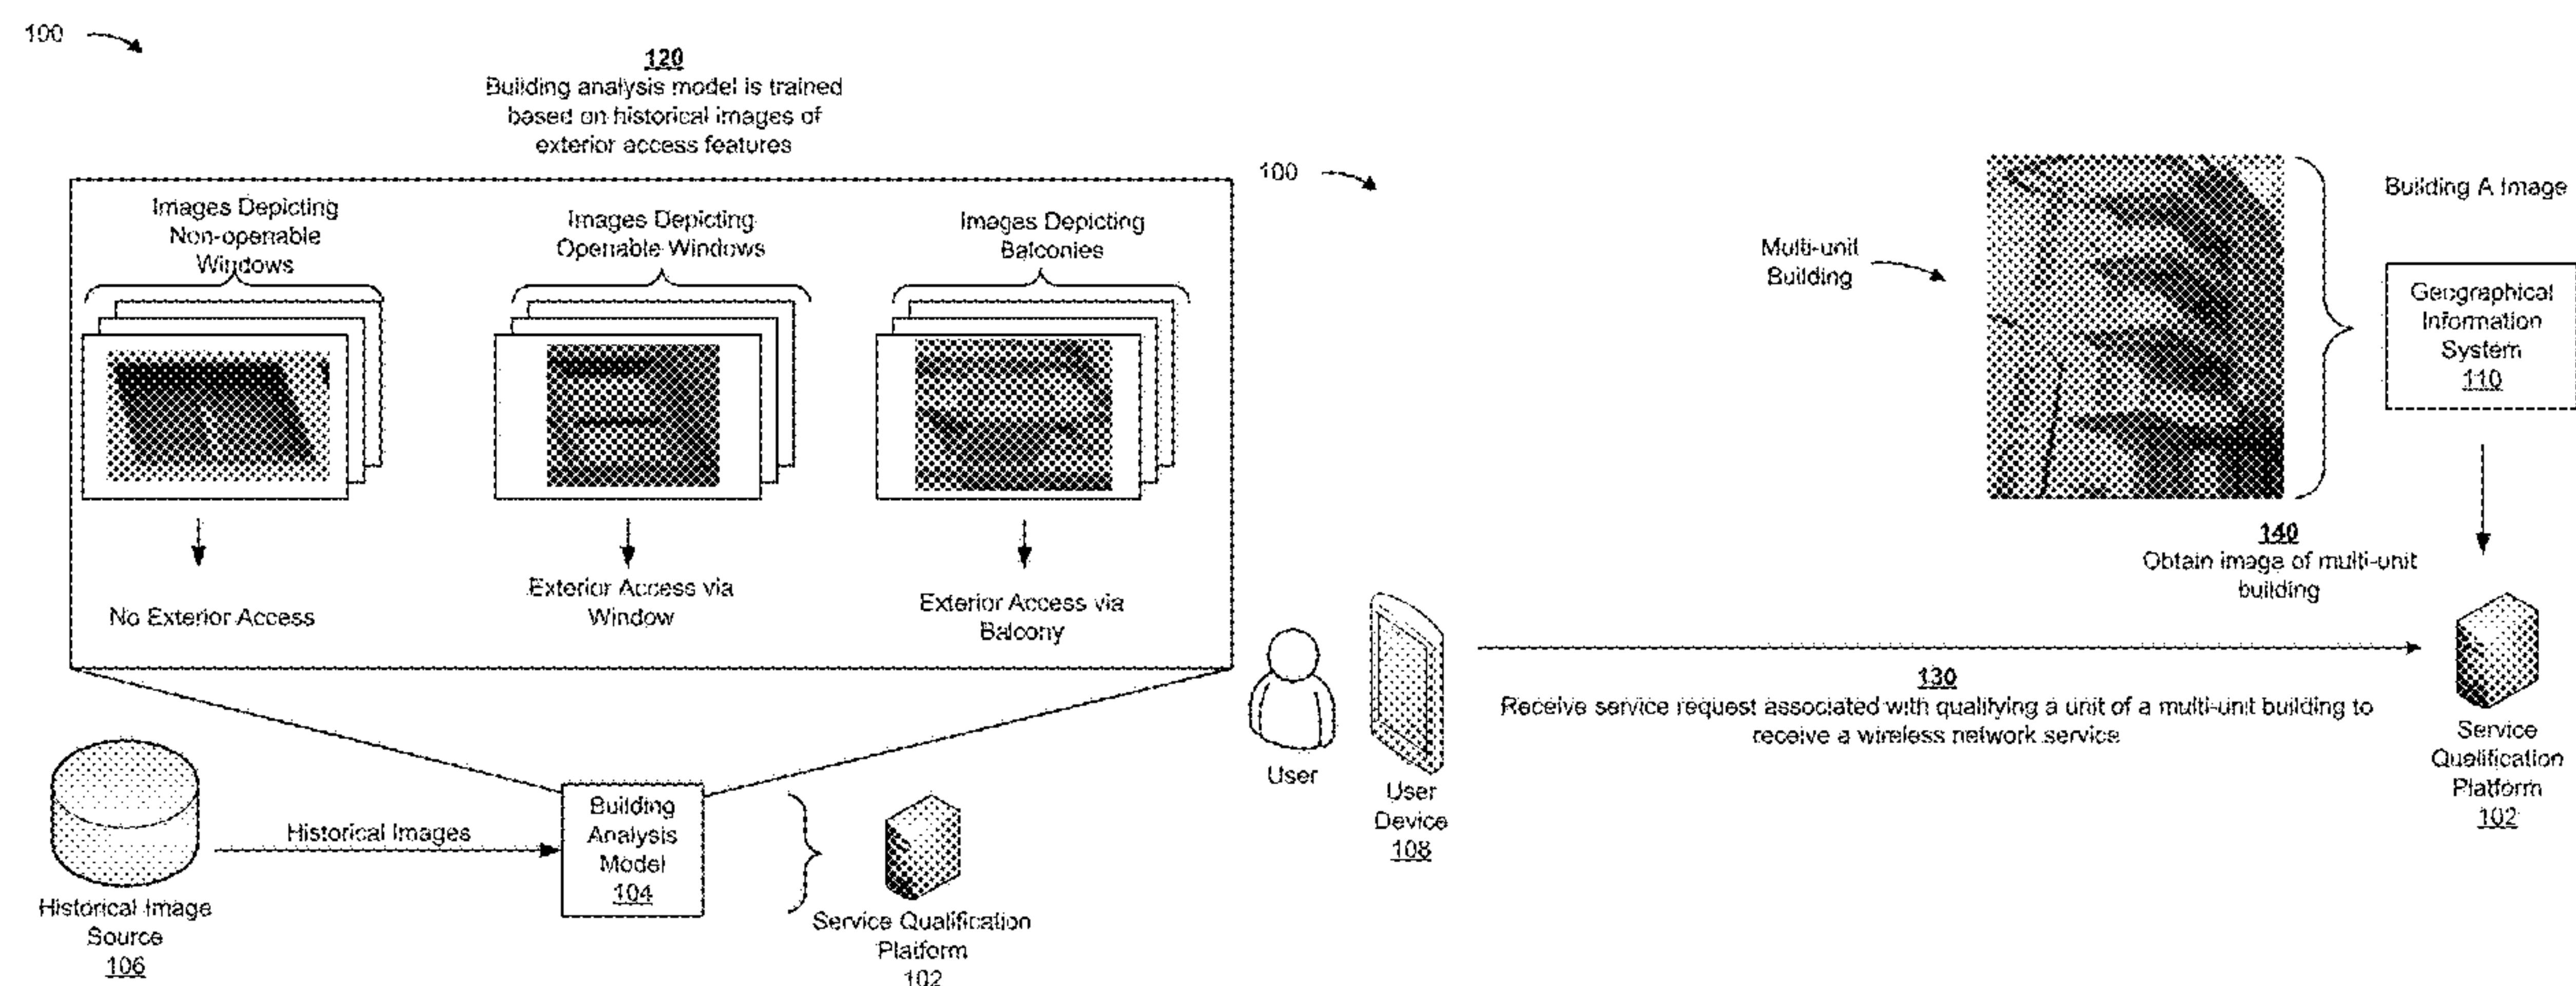 100
120
Building analysis model is trained
based on historical images of
exterior access features
Images Depicting
Non-openable
Windows
Images Depicting
Openable Windows
Images Depicting
Balconies
No Exterior Access
Exterior Access via
Window
Exterior Access via
Balcony
Historical Images
Historical Image
Source
106
Building
Analysis
Model
104
Service Qualification
Platform
102
100
Multi-unit
Building
Building A Image
Geographical
Information
System
110
140
Obtain image of multi-unit
building
130
Receive service request associated with qualifying a unit of a multi-unit building to
receive a wireless network service
User
User
Device
108
Service
Qualification
Platform
102